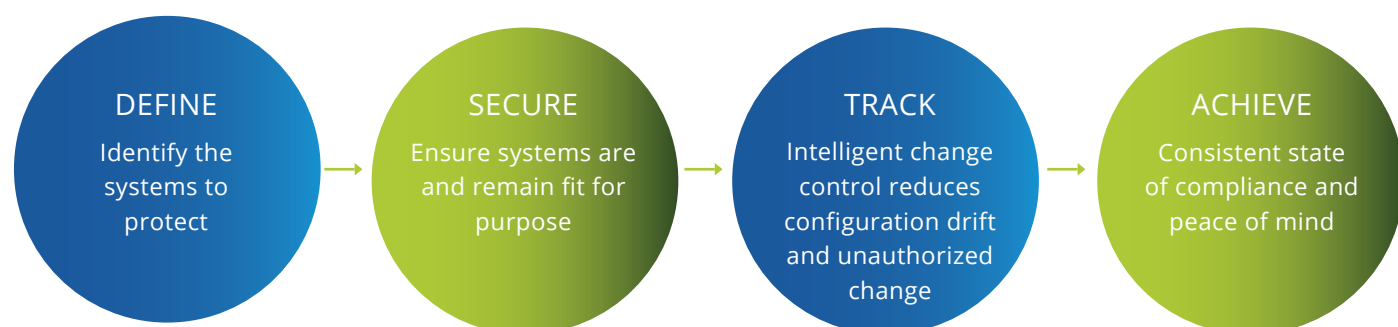 DEFINE
Identify the
systems to
protect
SECURE
Ensure systems are
and remain fit for
purpose
TRACK
Intelligent change
control reduces
configuration drift
and unauthorized
change
ACHIEVE
Consistent state
of compliance and
peace of mind